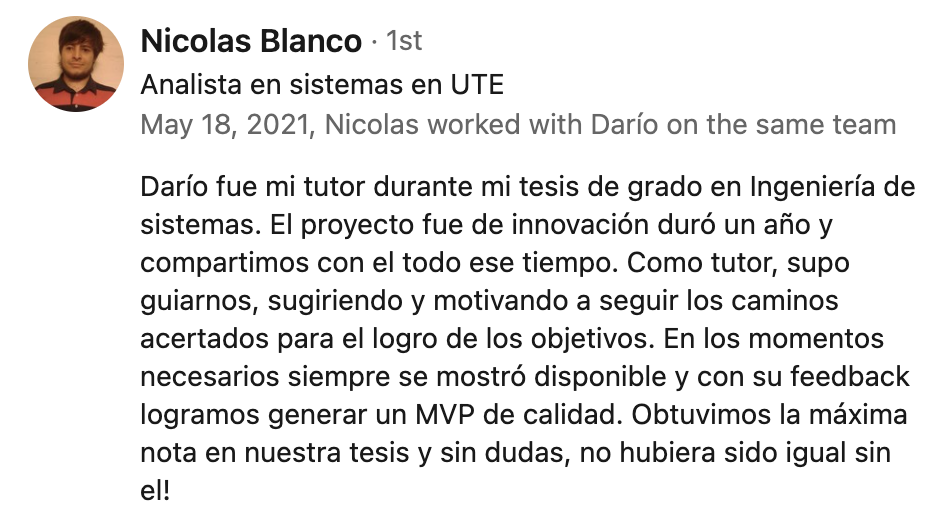 Nicolas Blanco · 1st
Analista en sistemas en UTE
May 18, 2021, Nicolas worked with Darío on the same team
Darío fue mi tutor durante mi tesis de grado en Ingeniería de
sistemas. El proyecto fue de innovación duró un año y
compartimos con el todo ese tiempo. Como tutor, supo
guiarnos, sugiriendo y motivando a seguir los caminos
acertados para el logro de los objetivos. En los momentos
necesarios siempre se mostró disponible y con su feedback
logramos generar un MVP de calidad. Obtuvimos la máxima
nota en nuestra tesis y sin dudas, no hubiera sido igual sin
el!